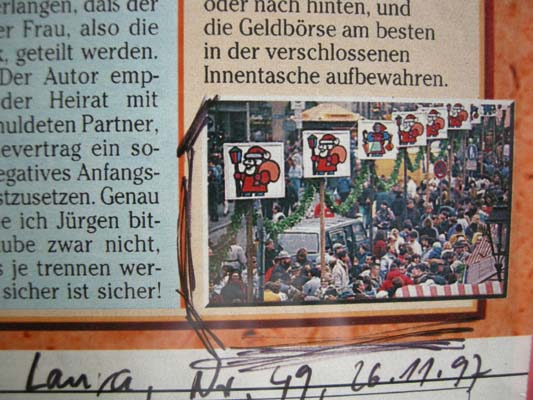 erlangen, daß der
er Frau, also die
k, geteilt werden.
Der Autor emp-
der Heirat mit
huldeten Partner,
evertrag ein so-
egatives Anfangs-
stzusetzen. Genau
e ich Jürgen bit-
ube zwar nicht,
s je trennen wer-
sicher ist sicher!
oder nach hinten, und
die Geldbörse am besten
in der verschlossenen
Innentasche aufbewahren.
Laura, Nr. 49, 26.11.97